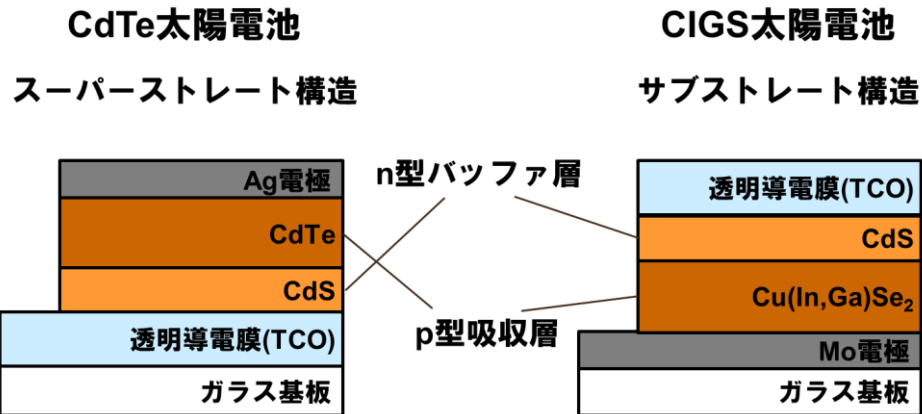 CdTe太陽電池
スーパーストレート構造
Ag電極
CdTe
CdS
透明導電膜(TCO)
ガラス基板
n型バッファ層
p型吸収層
CIGS太陽電池
サブストレート構造
透明導電膜(TCO)
CdS
Cu(In,Ga)Se₂
Mo電極
ガラス基板